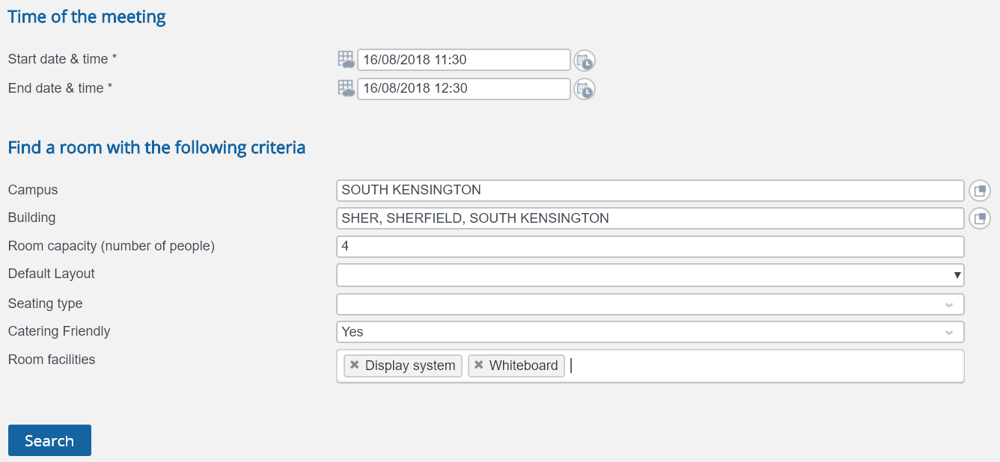 Time of the meeting
Start date & time * 16/08/2018 11:30
End date & time * 16/08/2018 12:30
Find a room with the following criteria
Campus SOUTH KENSINGTON
Building SHER, SHERFIELD, SOUTH KENSINGTON
Room capacity (number of people) 4
Default Layout
Seating type
Catering Friendly Yes
Room facilities Display system Whiteboard
Search